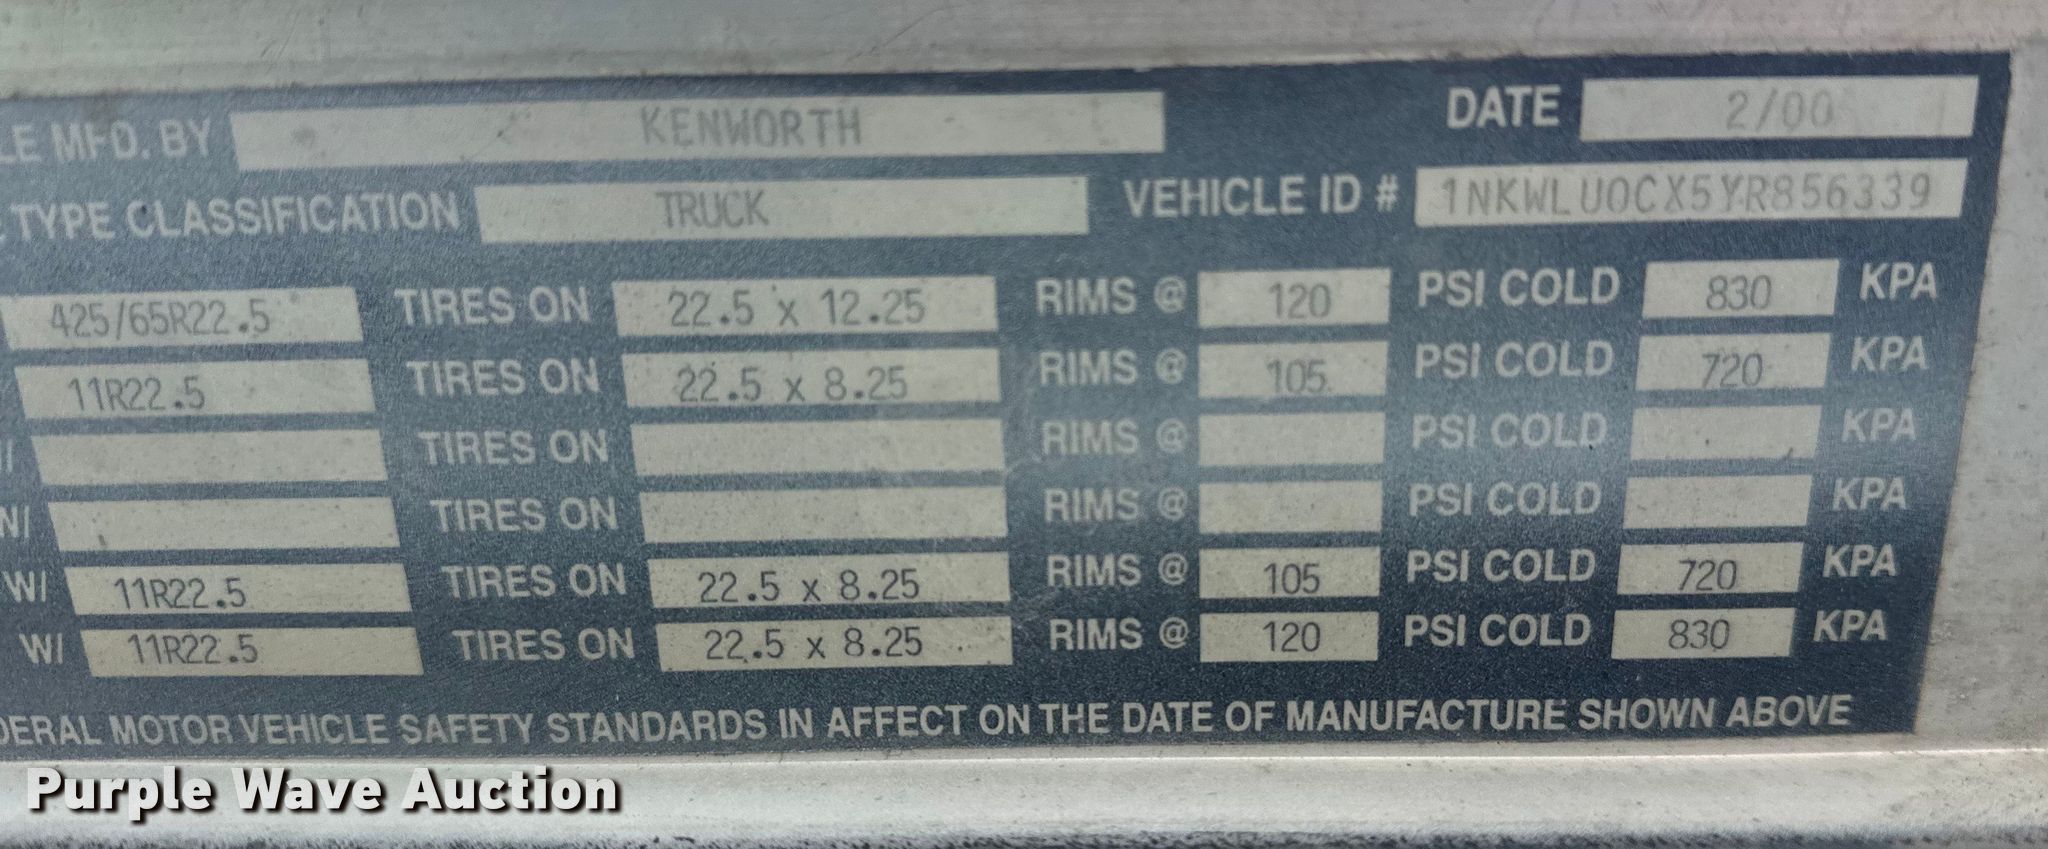 LE MFD. BY KENWORTH DATE 2/00
E TYPE CLASSIFICATION TRUCK VEHICLE ID # 1NKWLU0CX5YR856339
425/65R22.5 TIRES ON 22.5 x 12.25 RIMS @ 120 PSI COLD 830 KPA
11R22.5 TIRES ON 22.5 x 8.25 RIMS @ 105 PSI COLD 720 KPA
/ TIRES ON RIMS @ PSI COLD KPA
N/ TIRES ON RIMS @ PSI COLD KPA
W/ 11R22.5 TIRES ON 22.5 x 8.25 RIMS @ 105 PSI COLD 720 KPA
W/ 11R22.5 TIRES ON 22.5 x 8.25 RIMS @ 120 PSI COLD 830 KPA
DERAL MOTOR VEHICLE SAFETY STANDARDS IN AFFECT ON THE DATE OF MANUFACTURE SHOWN ABOVE
Purple Wave Auction